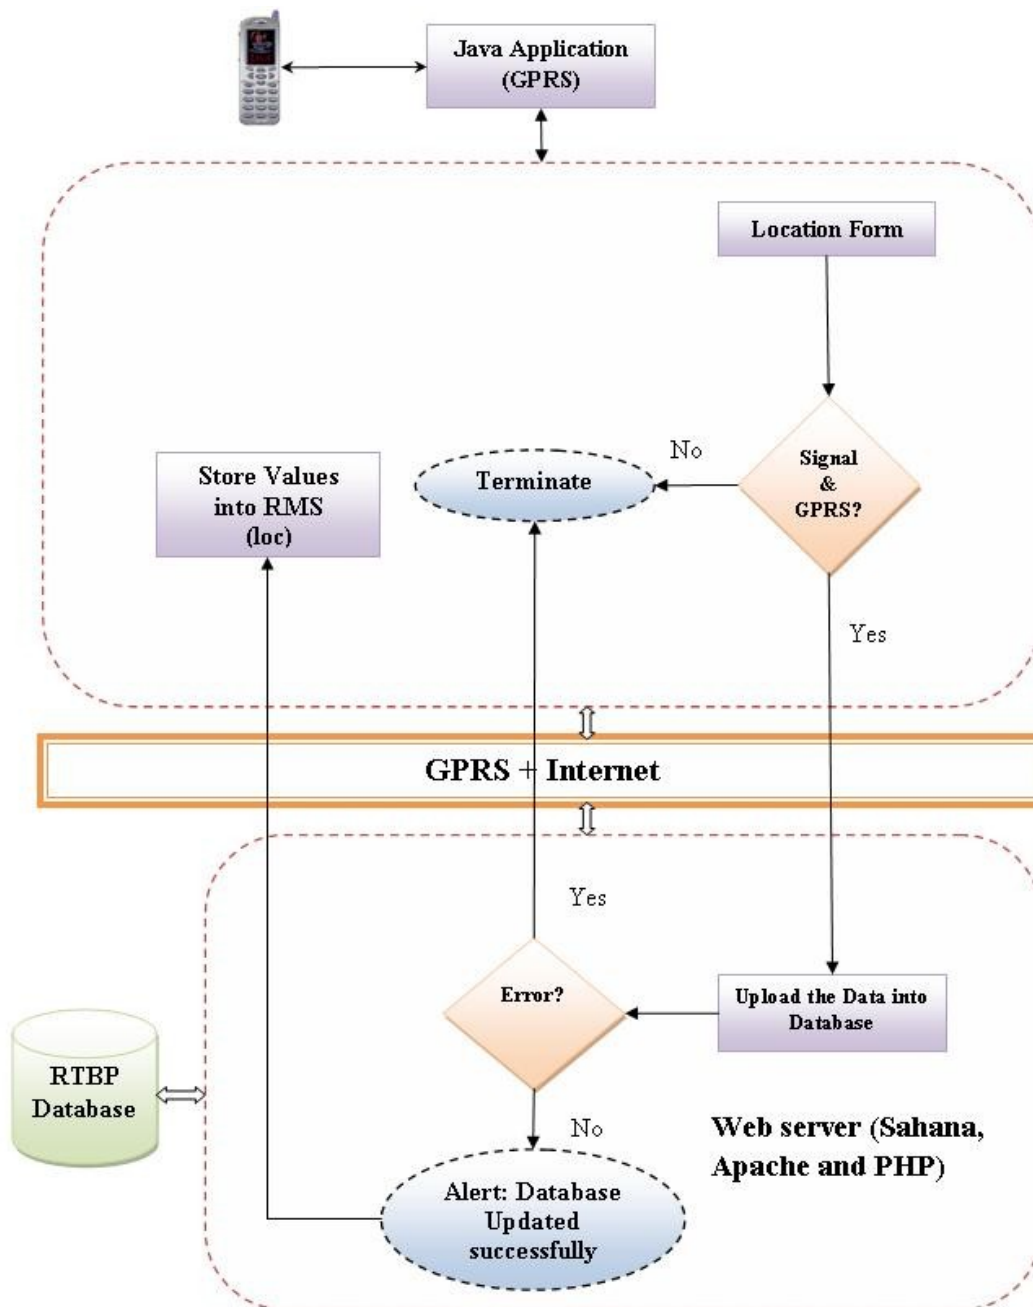 Java Application
(GPRS)
Location Form
Signal
&
GPRS?
No
Terminate
Store Values
into RMS
(loc)
Yes
GPRS + Internet
Yes
Error?
Upload the Data into
Database
RTBP
Database
No
Web server (Sahana,
Apache and PHP)
Alert: Database
Updated
successfully